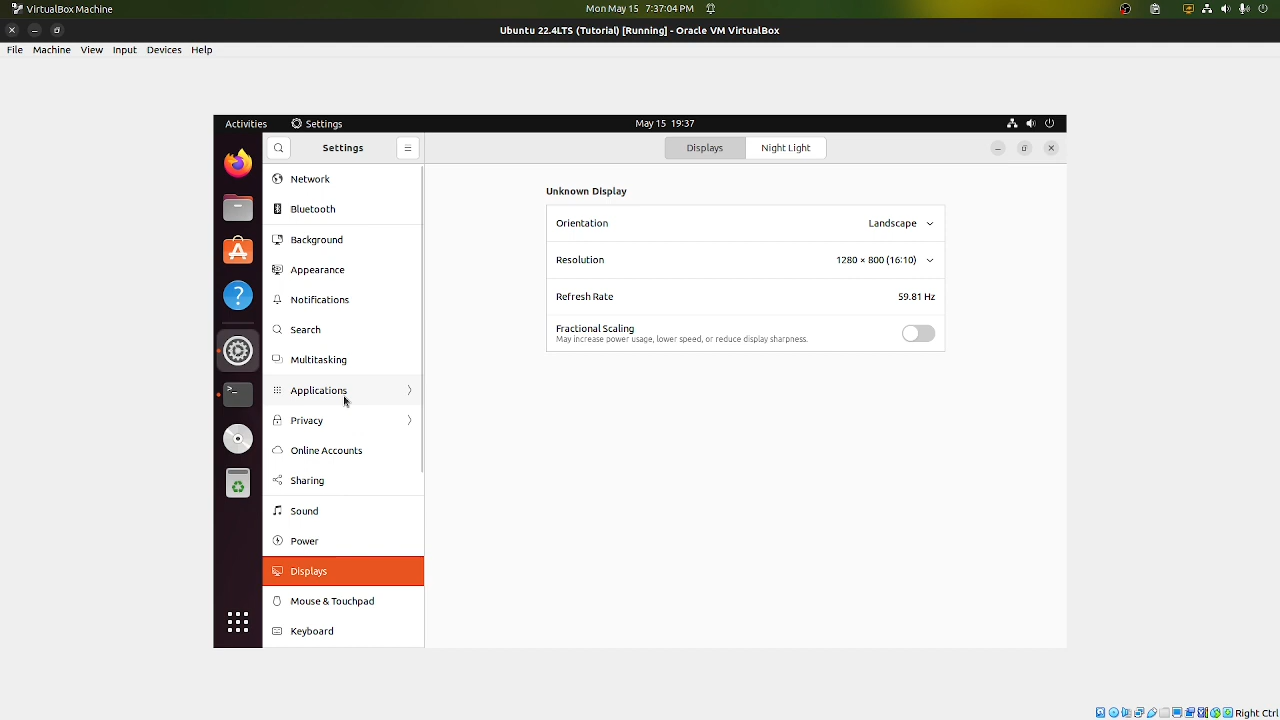 VirtualBox Machine
Mon May 15 7:37:04 PM
Ubuntu 22.4LTS (Tutorial) [Running] - Oracle VM VirtualBox
File Machine View Input Devices Help
Activities Settings May 15 19:37
Settings Displays Night Light
Network
Bluetooth
Background
Appearance
Notifications
Search
Multitasking
Applications
Privacy
Online Accounts
Sharing
Sound
Power
Displays
Mouse & Touchpad
Keyboard
Unknown Display
Orientation Landscape
Resolution 1280 × 800 (16:10)
Refresh Rate 59.81 Hz
Fractional Scaling
May increase power usage, lower speed, or reduce display sharpness.
Right Ctrl